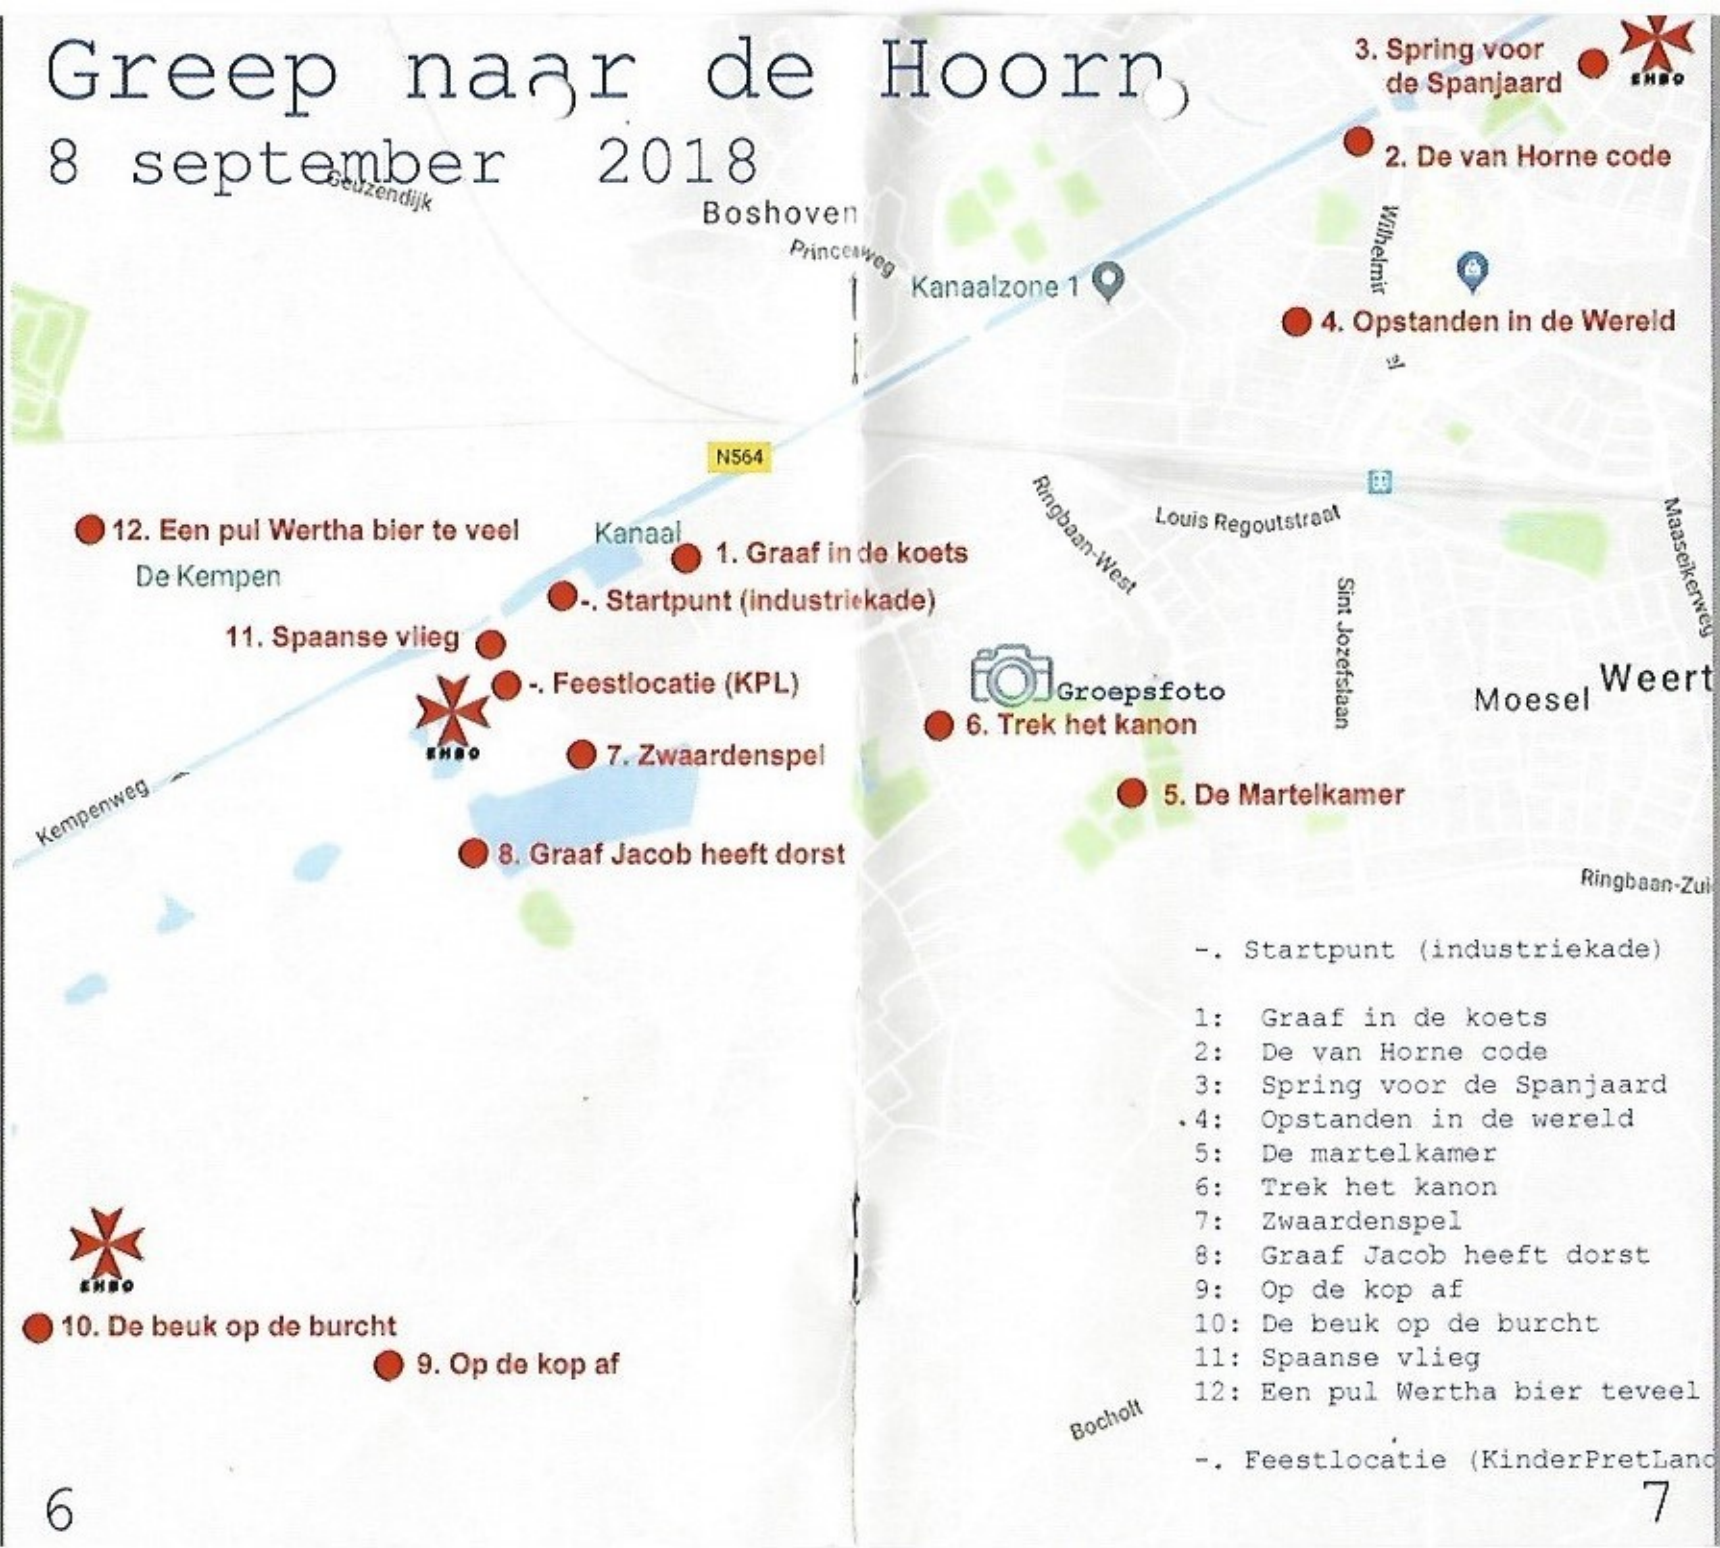 Greep naar de Hoorn
8 september 2018
Geuzendijk
Boshoven
Princenweg
Kanaalzone 1
3. Spring voor
de Spanjaard
EHBO
2. De van Horne code
Wilhelmir
4. Opstanden in de Wereld
el
N564
12. Een pul Wertha bier te veel
De Kempen
Kanaal
1. Graaf in de koets
-. Startpunt (industriekade)
11. Spaanse vlieg
-. Feestlocatie (KPL)
EHBO
7. Zwaardenspel
Kempenweg
8. Graaf Jacob heeft dorst
Ringbaan-West
Louis Regoutstraat
Maaseikerweg
Sint Jozefslaan
Groepsfoto
6. Trek het kanon
Moesel
Weert
5. De Martelkamer
Ringbaan-Zui
EHBO
10. De beuk op de burcht
9. Op de kop af
Bocholt
-. Startpunt (industriekade)
1: Graaf in de koets
2: De van Horne code
3: Spring voor de Spanjaard
4: Opstanden in de wereld
5: De martelkamer
6: Trek het kanon
7: Zwaardenspel
8: Graaf Jacob heeft dorst
9: Op de kop af
10: De beuk op de burcht
11: Spaanse vlieg
12: Een pul Wertha bier teveel
-. Feestlocatie (KinderPretLand
6
7